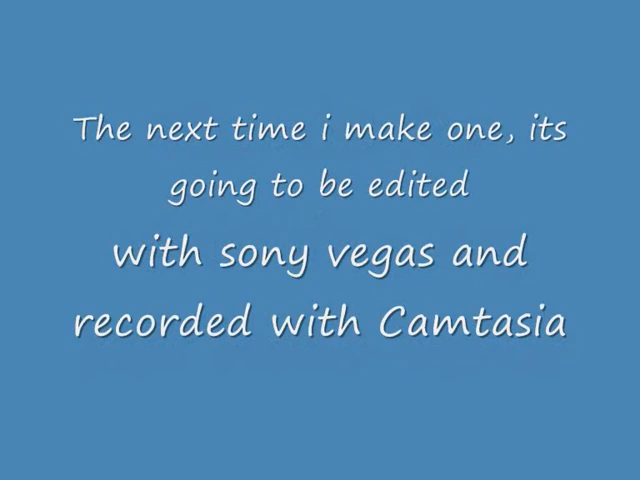 The next time i make one, its
going to be edited
with sony vegas and
recorded with Camtasia